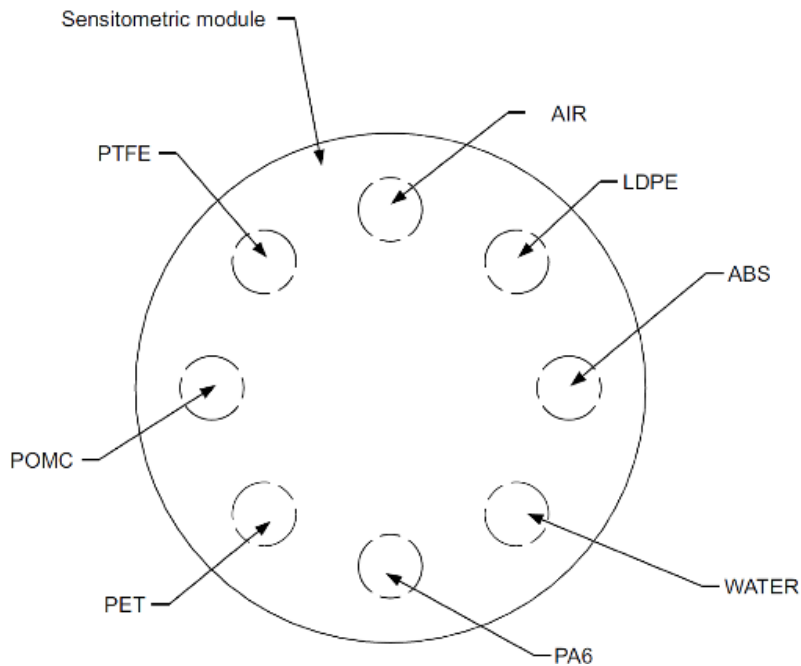 Sensitometric module
AIR
PTFE
LDPE
ABS
POMC
PET
WATER
PA6